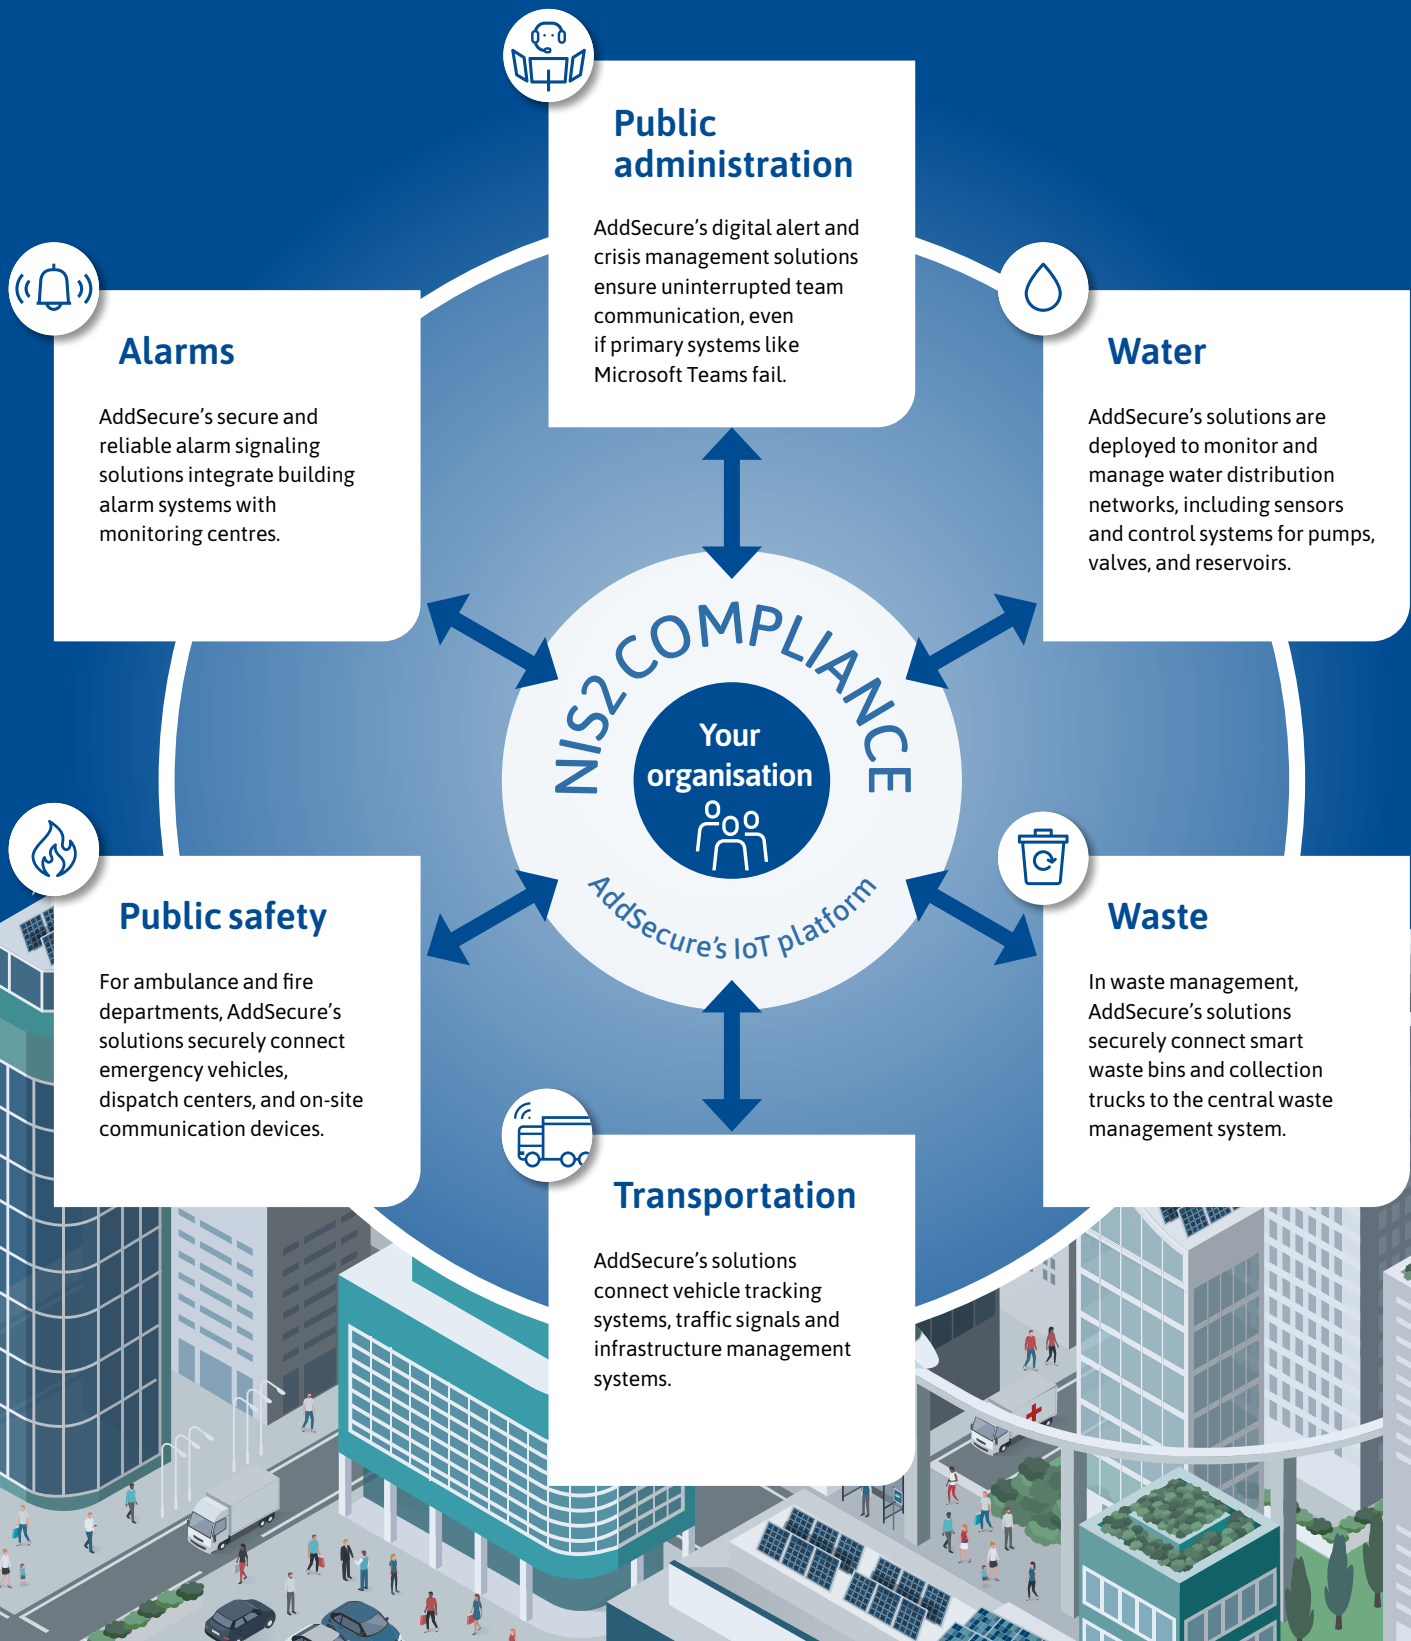 Public
administration
AddSecure’s digital alert and
crisis management solutions
ensure uninterrupted team
communication, even
if primary systems like
Microsoft Teams fail.
Alarms
AddSecure’s secure and
reliable alarm signaling
solutions integrate building
alarm systems with
monitoring centres.
Water
AddSecure’s solutions are
deployed to monitor and
manage water distribution
networks, including sensors
and control systems for pumps,
valves, and reservoirs.
NIS2 COMPLIANCE
Your
organisation
AddSecure’s IoT platform
Public safety
For ambulance and fire
departments, AddSecure’s
solutions securely connect
emergency vehicles,
dispatch centers, and on-site
communication devices.
Waste
In waste management,
AddSecure’s solutions
securely connect smart
waste bins and collection
trucks to the central waste
management system.
Transportation
AddSecure’s solutions
connect vehicle tracking
systems, traffic signals and
infrastructure management
systems.